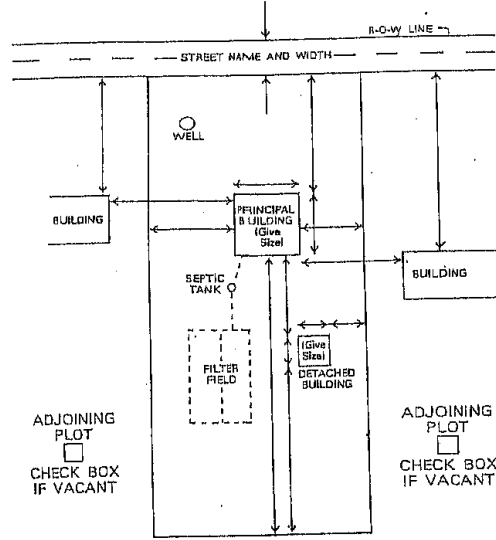 R-O-W LINE
STREET NAME AND WIDTH
WELL
BUILDING
PRINCIPAL
BUILDING
(Give
Size)
BUILDING
SEPTIC
TANK
(Give
Size)
FILTER
FIELD
DETACHED
BUILDING
ADJOINING
PLOT
CHECK BOX
IF VACANT
ADJOINING
PLOT
CHECK BOX
IF VACANT